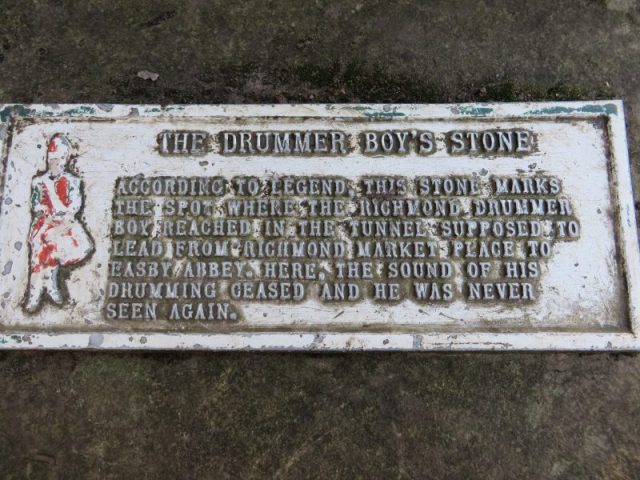 THE DRUMMER BOY'S STONE
ACCORDING TO LEGEND, THIS STONE MARKS
THE SPOT WHERE THE RICHMOND DRUMMER
BOY REACHED IN THE TUNNEL SUPPOSED TO
LEAD FROM RICHMOND MARKET PLACE TO
EASBY ABBEY. HERE, THE SOUND OF HIS
DRUMMING CEASED AND HE WAS NEVER
SEEN AGAIN.